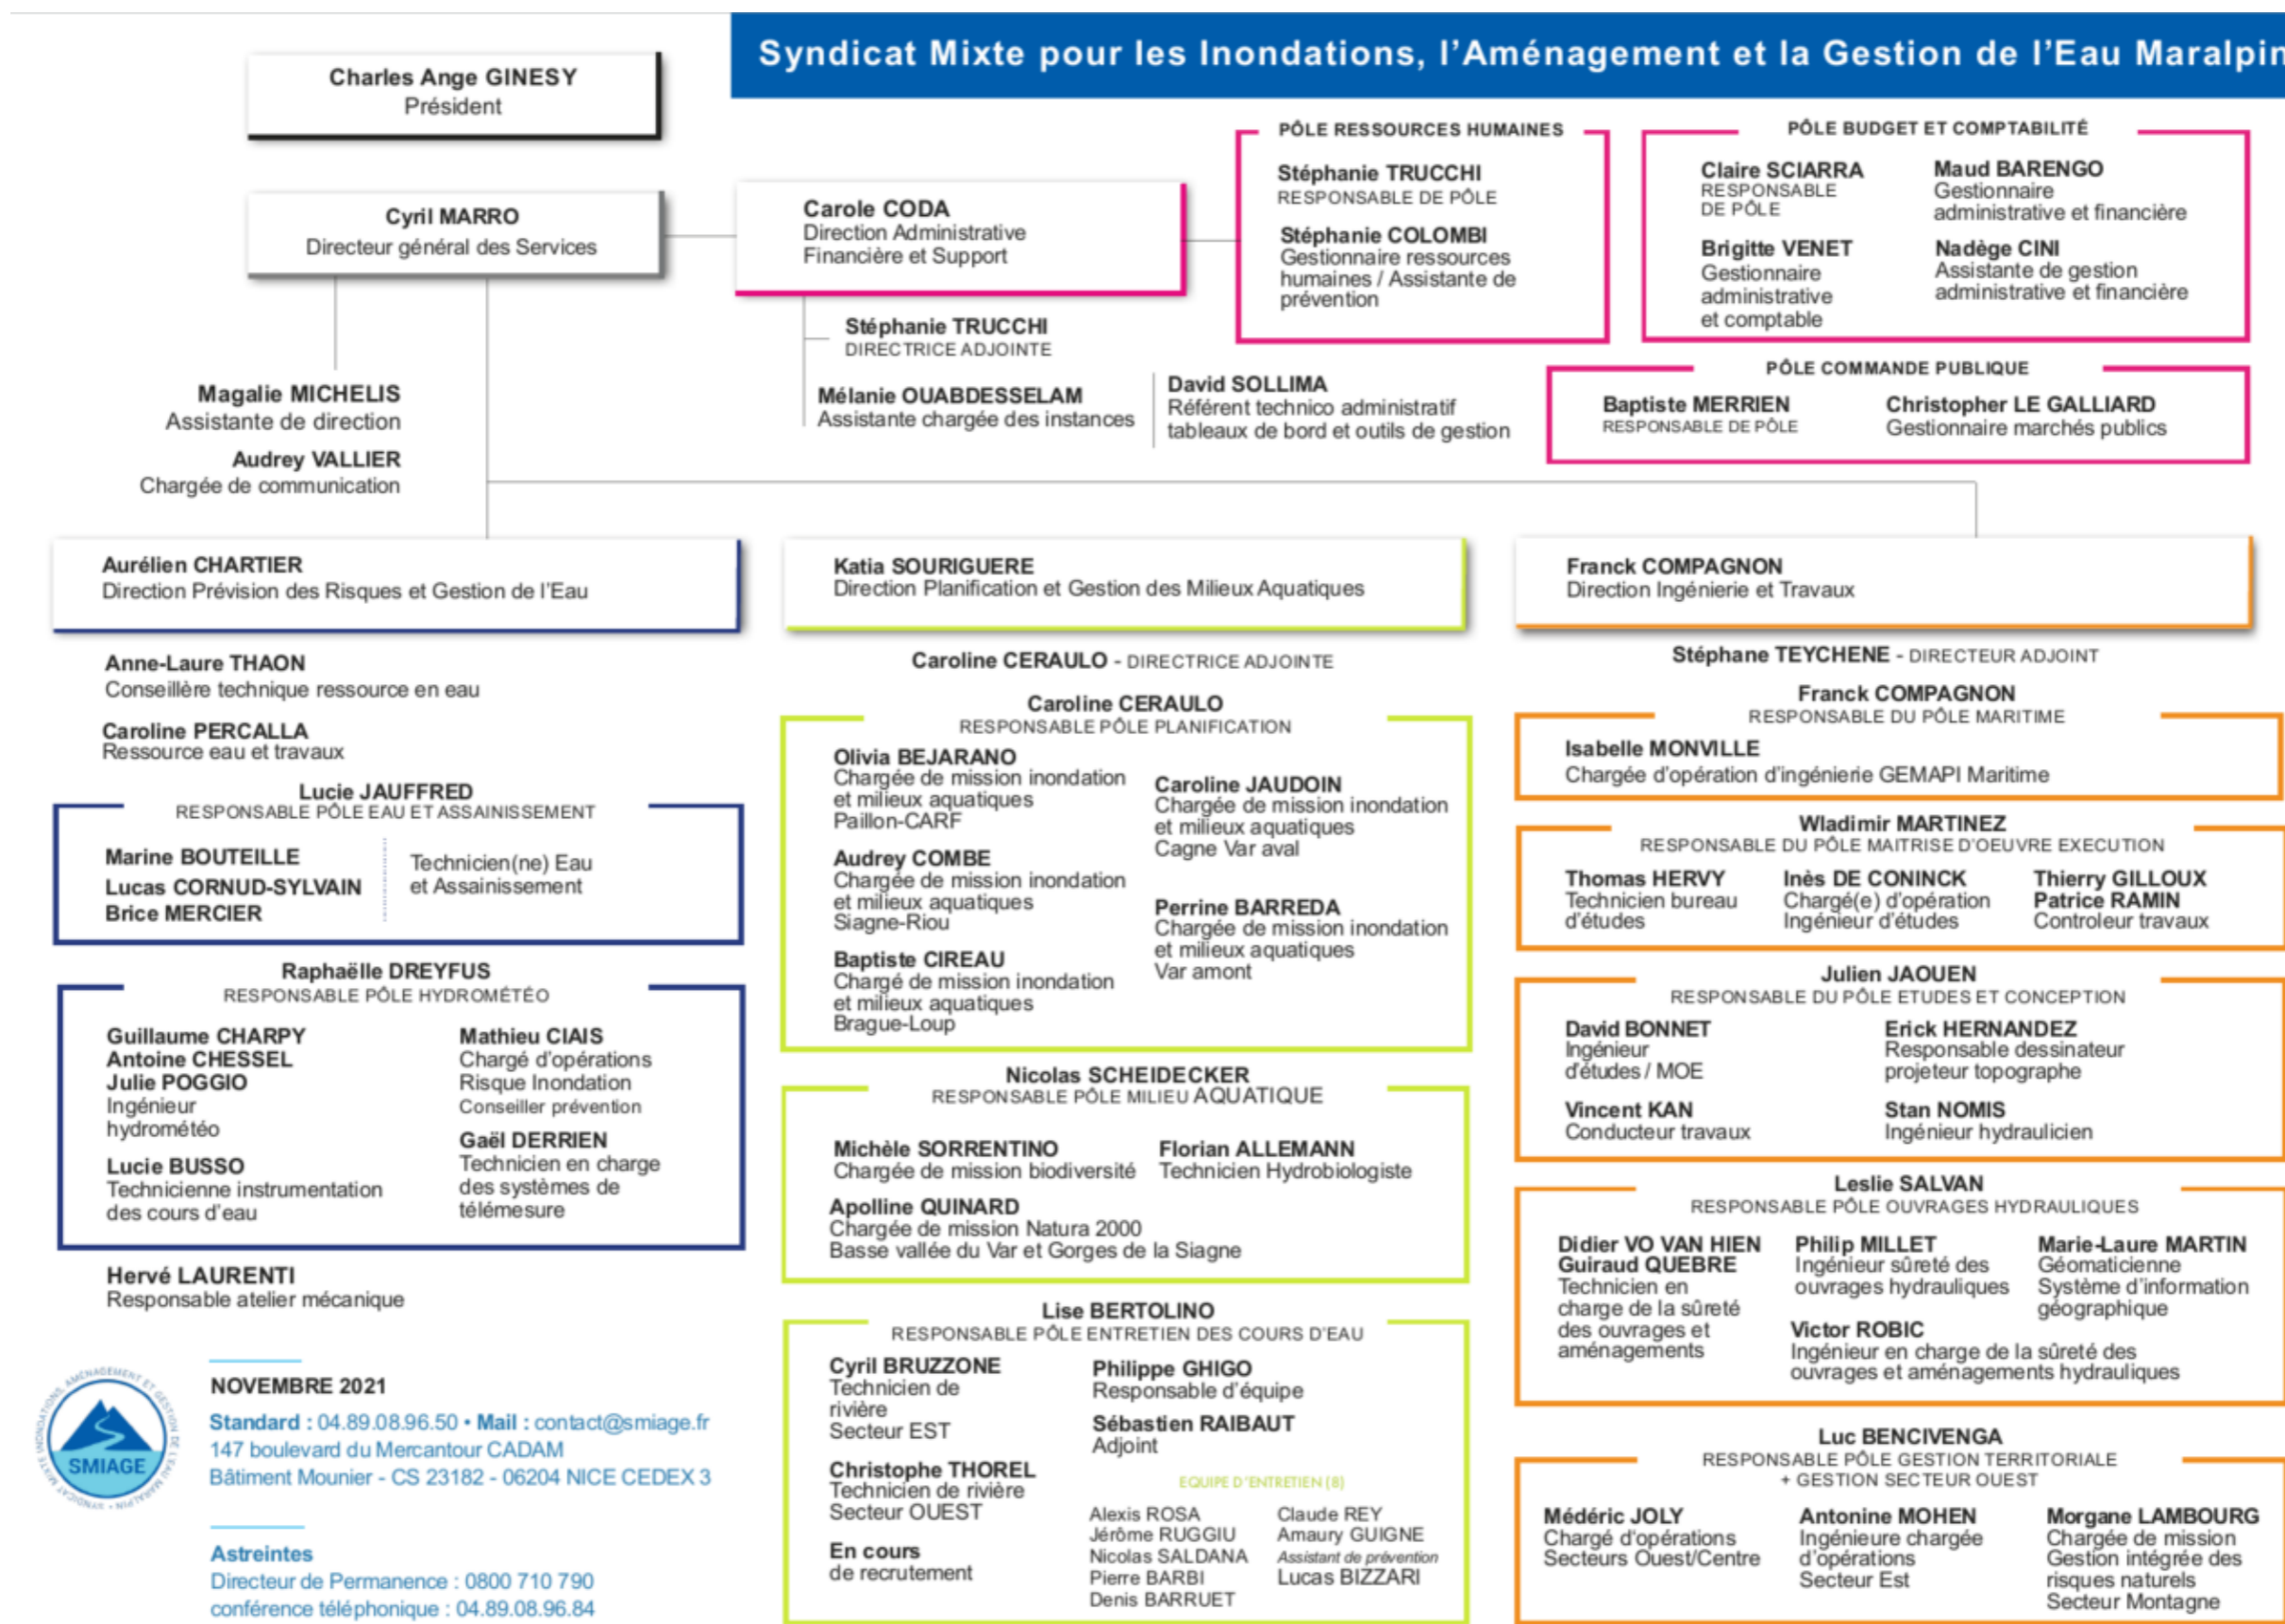 Syndicat Mixte pour les Inondations, l'Aménagement et la Gestion de l'Eau Maralpin
Charles Ange GINESY
Président
Cyril MARRO
Directeur général des Services
Magalie MICHELIS
Assistante de direction
Audrey VALLIER
Chargée de communication
Carole CODA
Direction Administrative
Financière et Support
Stéphanie TRUCCHI
DIRECTRICE ADJOINTE
Mélanie OUABDESSELAM
Assistante chargée des instances
David SOLLIMA
Référent technico administratif
tableaux de bord et outils de gestion
PÔLE RESSOURCES HUMAINES
Stéphanie TRUCCHI
RESPONSABLE DE PÔLE
Stéphanie COLOMBI
Gestionnaire ressources
humaines / Assistante de
prévention
PÔLE BUDGET ET COMPTABILITÉ
Claire SCIARRA
RESPONSABLE
DE PÔLE
Brigitte VENET
Gestionnaire
administrative
et comptable
Maud BARENGO
Gestionnaire
administrative et financière
Nadège CINI
Assistante de gestion
administrative et financière
PÔLE COMMANDE PUBLIQUE
Baptiste MERRIEN
RESPONSABLE DE PÔLE
Christopher LE GALLIARD
Gestionnaire marchés publics
Aurélien CHARTIER
Direction Prévision des Risques et Gestion de l'Eau
Anne-Laure THAON
Conseillère technique ressource en eau
Caroline PERCALLA
Ressource eau et travaux
Lucie JAUFFRED
RESPONSABLE PÔLE EAU ET ASSAINISSEMENT
Marine BOUTEILLE
Lucas CORNUD-SYLVAIN
Brice MERCIER
Technicien(ne) Eau
et Assainissement
Raphaëlle DREYFUS
RESPONSABLE PÔLE HYDROMÉTÉO
Guillaume CHARPY
Antoine CHESSEL
Julie POGGIO
Ingénieur
hydrométéo
Lucie BUSSO
Technicienne instrumentation
des cours d'eau
Mathieu CIAIS
Chargé d'opérations
Risque Inondation
Conseiller prévention
Gaël DERRIEN
Technicien en charge
des systèmes de
télémesure
Hervé LAURENTI
Responsable atelier mécanique
Katia SOURIGUERE
Direction Planification et Gestion des Milieux Aquatiques
Caroline CERAULO - DIRECTRICE ADJOINTE
Caroline CERAULO
RESPONSABLE PÔLE PLANIFICATION
Olivia BEJARANO
Chargée de mission inondation
et milieux aquatiques
Paillon-CARF
Audrey COMBE
Chargée de mission inondation
et milieux aquatiques
Siagne-Riou
Baptiste CIREAU
Chargé de mission inondation
et milieux aquatiques
Brague-Loup
Caroline JAUDOIN
Chargée de mission inondation
et milieux aquatiques
Cagne Var aval
Perrine BARREDA
Chargée de mission inondation
et milieux aquatiques
Var amont
Nicolas SCHEIDECKER
RESPONSABLE PÔLE MILIEU AQUATIQUE
Michèle SORRENTINO
Chargée de mission biodiversité
Florian ALLEMANN
Technicien Hydrobiologiste
Apolline QUINARD
Chargée de mission Natura 2000
Basse vallée du Var et Gorges de la Siagne
Lise BERTOLINO
RESPONSABLE PÔLE ENTRETIEN DES COURS D'EAU
Cyril BRUZZONE
Technicien de
rivière
Secteur EST
Christophe THOREL
Technicien de rivière
Secteur OUEST
En cours
de recrutement
Philippe GHIGO
Responsable d'équipe
Sébastien RAIBAUT
Adjoint
EQUIPE D'ENTRETIEN (8)
Alexis ROSA
Jérôme RUGGIU
Nicolas SALDANA
Pierre BARBI
Denis BARRUET
Claude REY
Amaury GUIGNE
Assistant de prévention
Lucas BIZZARI
Franck COMPAGNON
Direction Ingénierie et Travaux
Stéphane TEYCHENE - DIRECTEUR ADJOINT
Franck COMPAGNON
RESPONSABLE DU PÔLE MARITIME
Isabelle MONVILLE
Chargée d'opération d'ingénierie GEMAPI Maritime
Wladimir MARTINEZ
RESPONSABLE DU PÔLE MAITRISE D'OEUVRE EXECUTION
Thomas HERVY
Technicien bureau
d'études
Inès DE CONINCK
Chargé(e) d'opération
Ingénieur d'études
Thierry GILLOUX
Patrice RAMIN
Controleur travaux
Julien JAOUEN
RESPONSABLE DU PÔLE ETUDES ET CONCEPTION
David BONNET
Ingénieur
d'études / MOE
Erick HERNANDEZ
Responsable dessinateur
projeteur topographe
Vincent KAN
Conducteur travaux
Stan NOMIS
Ingénieur hydraulicien
Leslie SALVAN
RESPONSABLE PÔLE OUVRAGES HYDRAULIQUES
Didier VO VAN HIEN
Guiraud QUEBRE
Technicien en
charge de la sûreté
des ouvrages et
aménagements
Philip MILLET
Ingénieur sûreté des
ouvrages hydrauliques
Marie-Laure MARTIN
Géomaticienne
Système d'information
géographique
Victor ROBIC
Ingénieur en charge de la sûreté des
ouvrages et aménagements hydrauliques
Luc BENCIVENGA
RESPONSABLE PÔLE GESTION TERRITORIALE
+ GESTION SECTEUR OUEST
Médéric JOLY
Chargé d'opérations
Secteurs Ouest/Centre
Antonine MOHEN
Ingénieure chargée
d'opérations
Secteur Est
Morgane LAMBOURG
Chargée de mission
Gestion intégrée des
risques naturels
Secteur Montagne
SYNDICAT MIXTE INONDATIONS, AMÉNAGEMENT ET GESTION DE L'EAU MARALPIN
SMIAGE
NOVEMBRE 2021
Standard : 04.89.08.96.50 • Mail : contact@smiage.fr
147 boulevard du Mercantour CADAM
Bâtiment Mounier - CS 23182 - 06204 NICE CEDEX 3
Astreintes
Directeur de Permanence : 0800 710 790
conférence téléphonique : 04.89.08.96.84